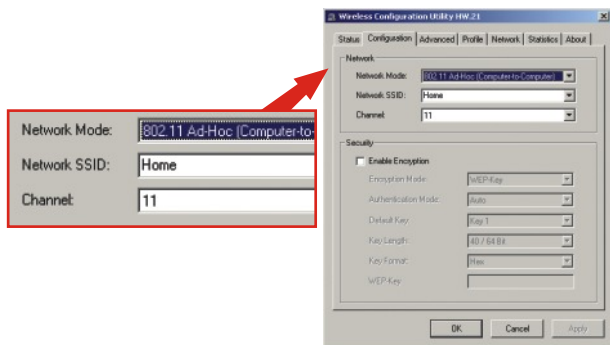 Wireless Configuration Utility HW.21
Status Configuration Advanced Profile Network Statistics About
Network
Network Mode: 802.11 Ad-Hoc (Computer-to-Computer)
Network SSID: Home
Channel: 11
Security
Enable Encryption
Encryption Mode: WEP-Key
Authentication Mode: Auto
Default Key: Key 1
Key-Length: 40 / 64 Bit
Key-Format: Hex
WEP-Key
OK Cancel Apply
Network Mode: 802.11 Ad-Hoc (Computer-to-
Network SSID: Home
Channel: 11